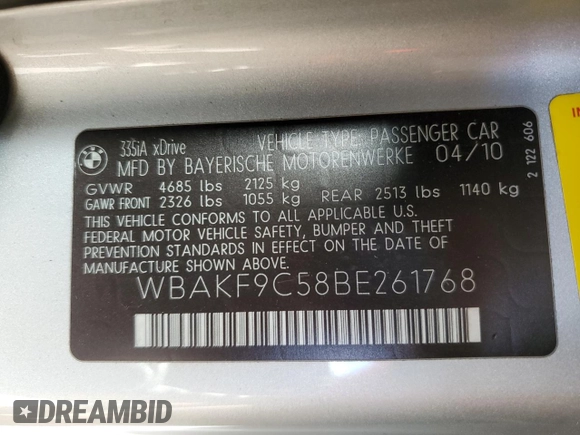 BMW
335iA xDrive VEHICLE TYPE: PASSENGER CAR
MFD BY BAYERISCHE MOTORENWERKE 04/10
GVWR 4685 lbs 2125 kg
GAWR FRONT 2326 lbs 1055 kg REAR 2513 lbs 1140 kg
THIS VEHICLE CONFORMS TO ALL APPLICABLE U.S.
FEDERAL MOTOR VEHICLE SAFETY, BUMPER AND THEFT
PREVENTION STANDARDS IN EFFECT ON THE DATE OF
MANUFACTURE SHOWN ABOVE.
WBAKF9C58BE261768
2 122 606
DREAMBID